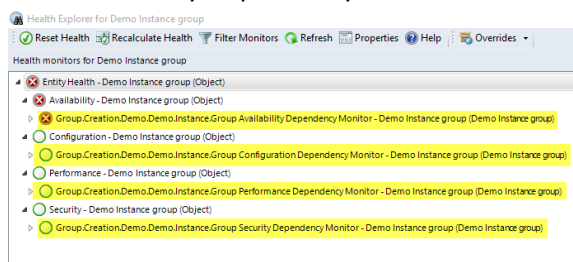 Health Explorer for Demo Instance group
Reset Health Recalculate Health Filter Monitors Refresh Properties Help Overrides
Health monitors for Demo Instance group
Entity Health - Demo Instance group (Object)
Availability - Demo Instance group (Object)
Group.Creation.Demo.Demo.Instance.Group Availability Dependency Monitor - Demo Instance group (Demo Instance group)
Configuration - Demo Instance group (Object)
Group.Creation.Demo.Demo.Instance.Group Configuration Dependency Monitor - Demo Instance group (Demo Instance group)
Performance - Demo Instance group (Object)
Group.Creation.Demo.Demo.Instance.Group Performance Dependency Monitor - Demo Instance group (Demo Instance group)
Security - Demo Instance group (Object)
Group.Creation.Demo.Demo.Instance.Group Security Dependency Monitor - Demo Instance group (Demo Instance group)